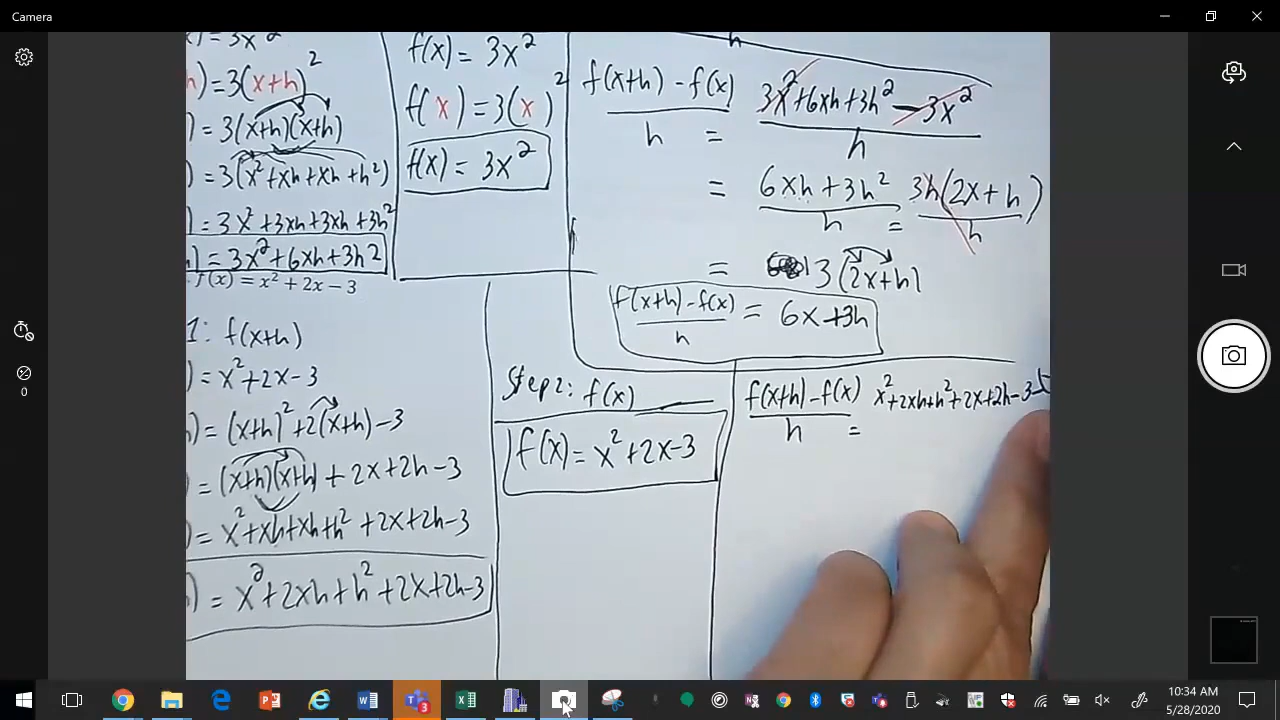 Camera
) = 3x²
) = 3(x+h)²
) = 3(x+h)(x+h)
) = 3(x²+xh+xh+h²)
) = 3x²+3xh+3xh+3h²
) = 3x²+6xh+3h2
f(x) = x² + 2x − 3
f(x) = 3x²
f(x) = 3(x)²
f(x) = 3x²
h
f(x+h) - f(x)
h
= 3x²+6xh+3h² - 3x²
h
= 6xh+3h²
h
= 3h(2x+h)
h
= 3(2x+h)
f(x+h)-f(x)
h
= 6x+3h
1: f(x+h)
) = x²+2x-3
) = (x+h)²+2(x+h)-3
= (x+h)(x+h)+2x+2h-3
) = x²+xh+xh+h²+2x+2h-3
) = x²+2xh+h²+2x+2h-3
Step 2: f(x)
f(x) = x²+2x-3
f(x+h)-f(x)
h
= x²+2xh+h²+2x+2h-3-
0
3
10:34 AM
5/28/2020